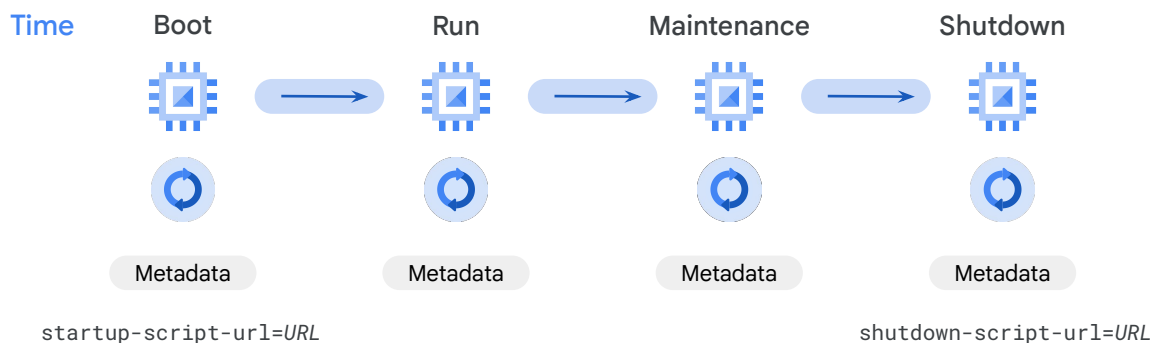 Time Boot Run Maintenance Shutdown
Metadata Metadata Metadata Metadata
startup-script-url=URL shutdown-script-url=URL